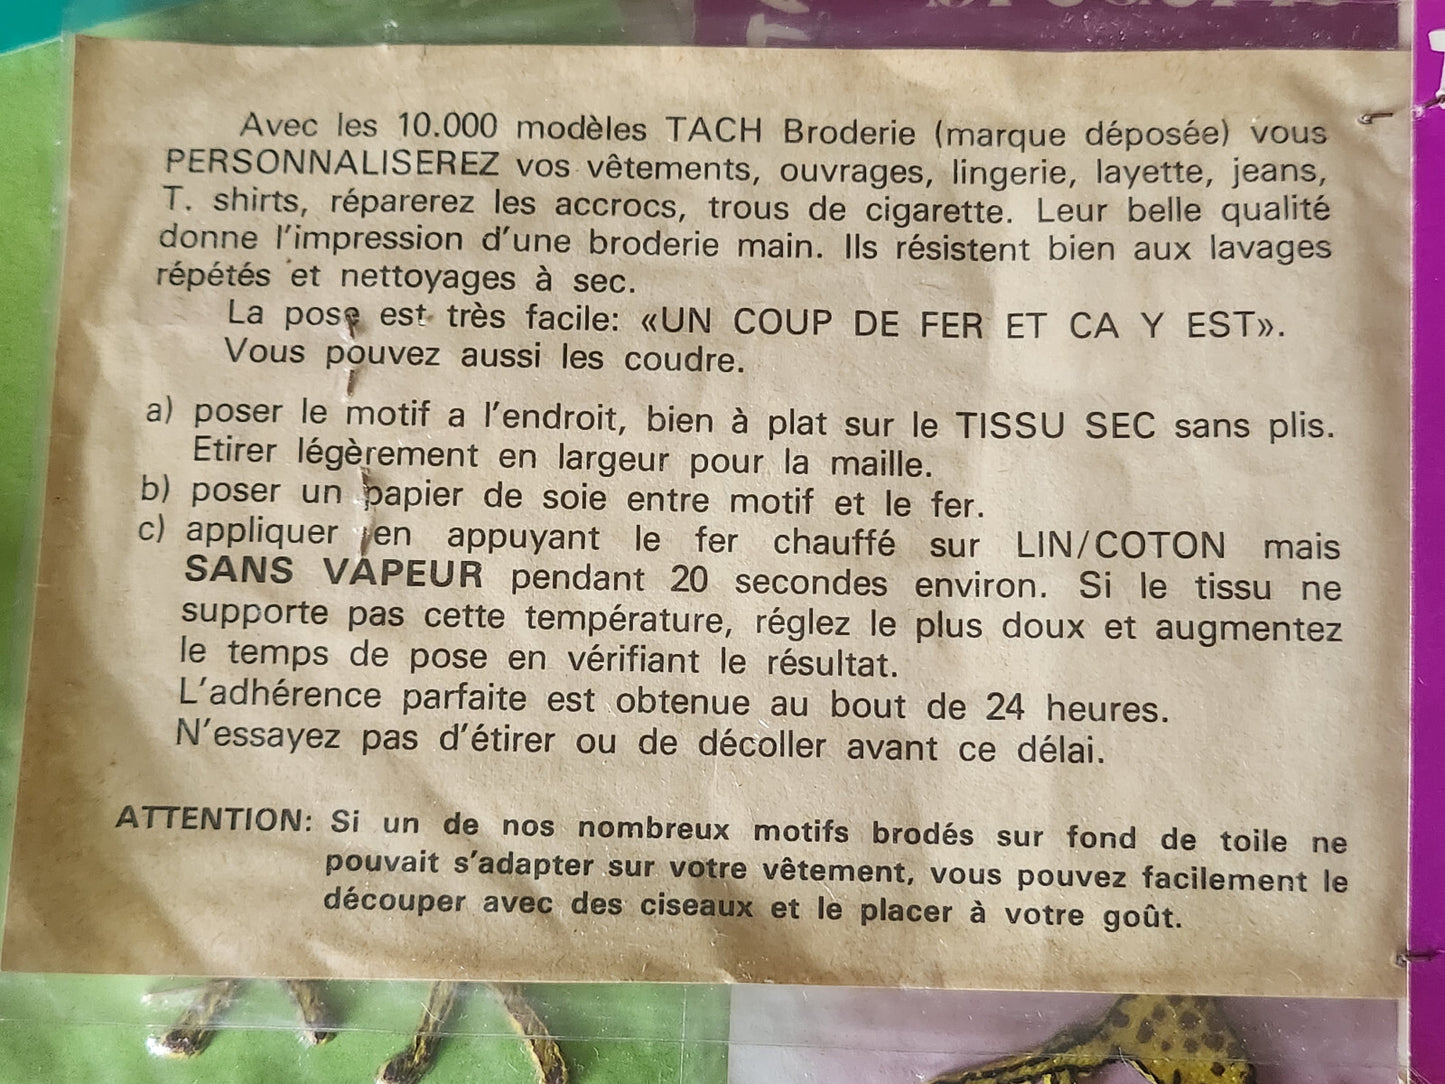 Avec les 10.000 modèles TACH Broderie (marque déposée) vous
PERSONNALISEREZ vos vêtements, ouvrages, lingerie, layette, jeans,
T. shirts, réparerez les accrocs, trous de cigarette. Leur belle qualité
donne l'impression d'une broderie main. Ils résistent bien aux lavages
répétés et nettoyages à sec.
La pose est très facile: «UN COUP DE FER ET CA Y EST».
Vous pouvez aussi les coudre.
a) poser le motif a l'endroit, bien à plat sur le TISSU SEC sans plis.
Etirer légèrement en largeur pour la maille.
b) poser un papier de soie entre motif et le fer.
c) appliquer en appuyant le fer chauffé sur LIN/COTON mais
SANS VAPEUR pendant 20 secondes environ. Si le tissu ne
supporte pas cette température, réglez le plus doux et augmentez
le temps de pose en vérifiant le résultat.
L'adhérence parfaite est obtenue au bout de 24 heures.
N'essayez pas d'étirer ou de décoller avant ce délai.
ATTENTION: Si un de nos nombreux motifs brodés sur fond de toile ne
pouvait s'adapter sur votre vêtement, vous pouvez facilement le
découper avec des ciseaux et le placer à votre goût.